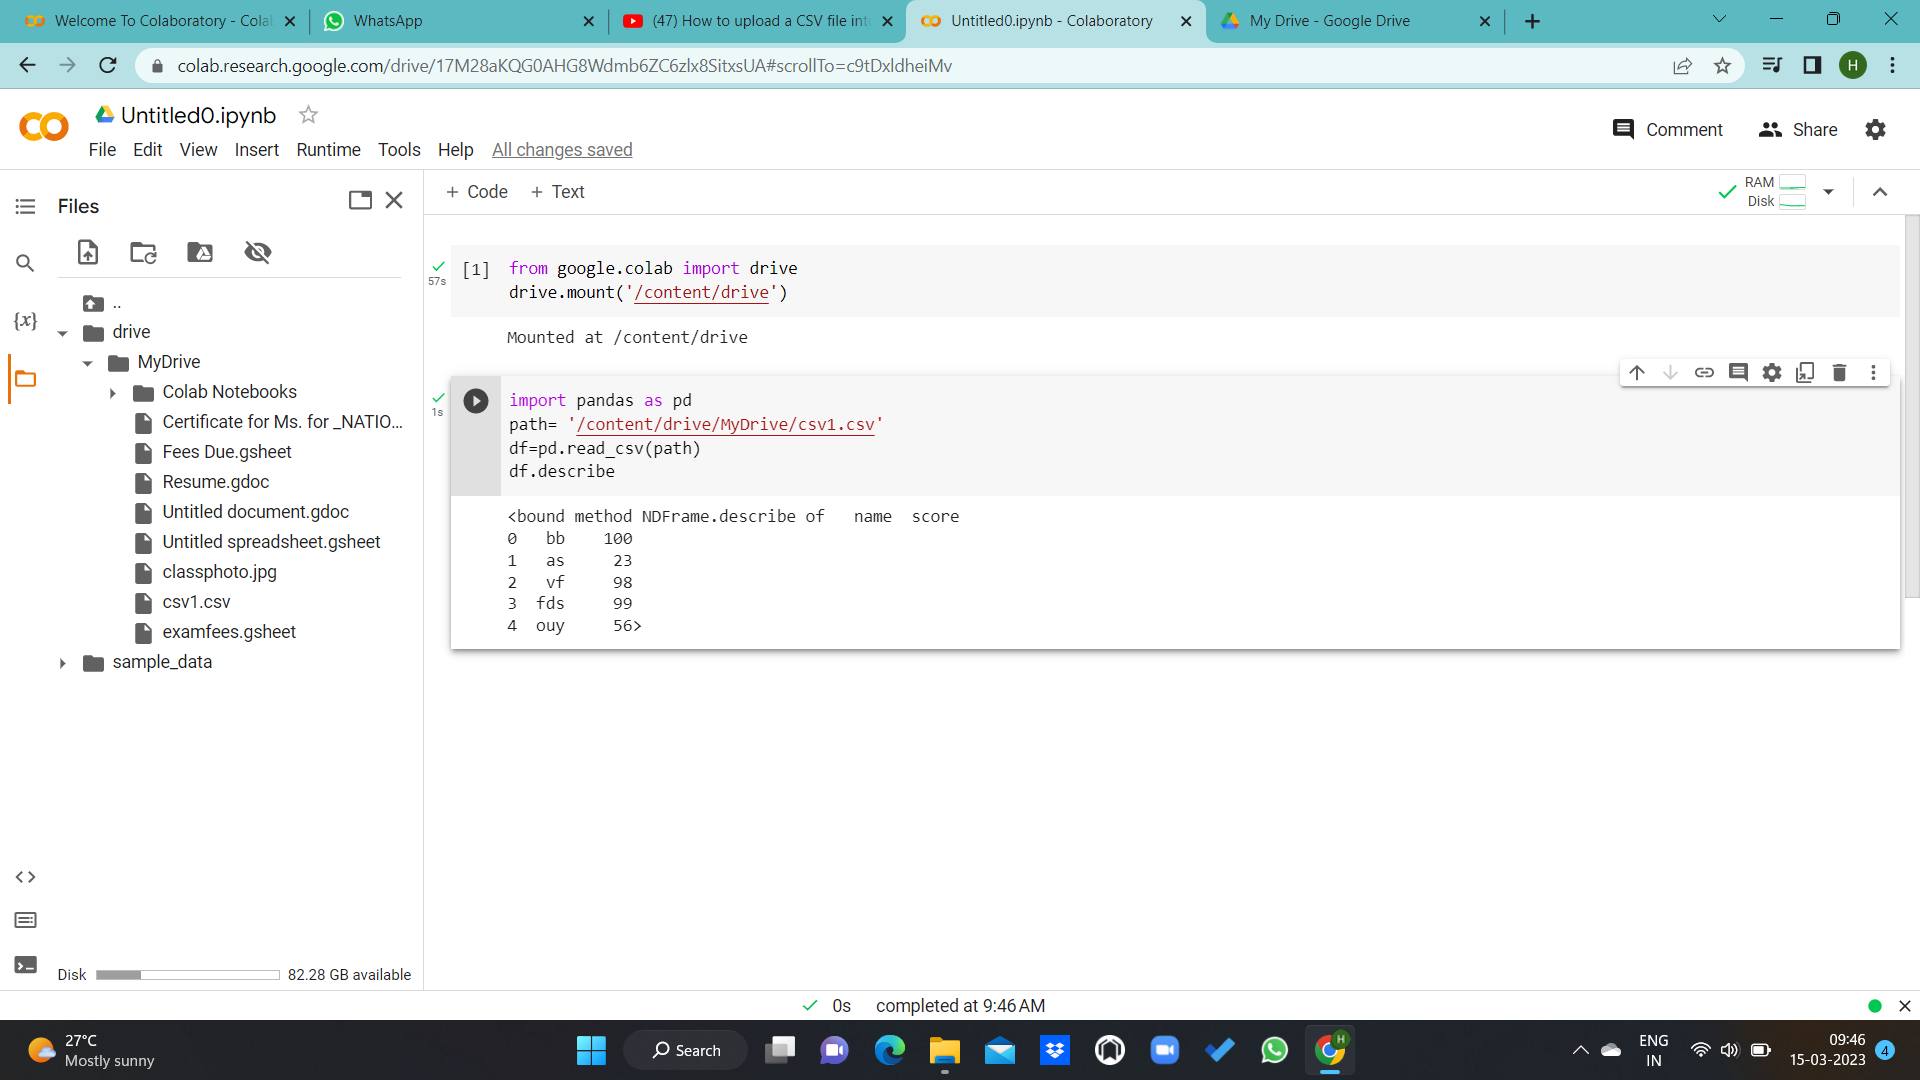 Welcome To Colaboratory - Colab
WhatsApp
(47) How to upload a CSV file into
Untitled0.ipynb - Colaboratory
My Drive - Google Drive
colab.research.google.com/drive/17M28aKQG0AHG8Wdmb6ZC6zlx8SitxsUA#scrollTo=c9tDxldheiMv
H
Untitled0.ipynb
Comment
Share
File Edit View Insert Runtime Tools Help All changes saved
Files
+ Code + Text
RAM
Disk
{x}
..
drive
MyDrive
Colab Notebooks
Certificate for Ms. for _NATIO...
Fees Due.gsheet
Resume.gdoc
Untitled document.gdoc
Untitled spreadsheet.gsheet
classphoto.jpg
csv1.csv
examfees.gsheet
sample_data
Disk 82.28 GB available
57s
[1] from google.colab import drive
drive.mount('/content/drive')
Mounted at /content/drive
1s
import pandas as pd
path= '/content/drive/MyDrive/csv1.csv'
df=pd.read_csv(path)
df.describe
<bound method NDFrame.describe of   name  score
0   bb    100
1   as     23
2   vf     98
3  fds     99
4  ouy     56>
0s completed at 9:46 AM
27°C
Mostly sunny
Search
H
ENG
IN
09:46
15-03-2023
4